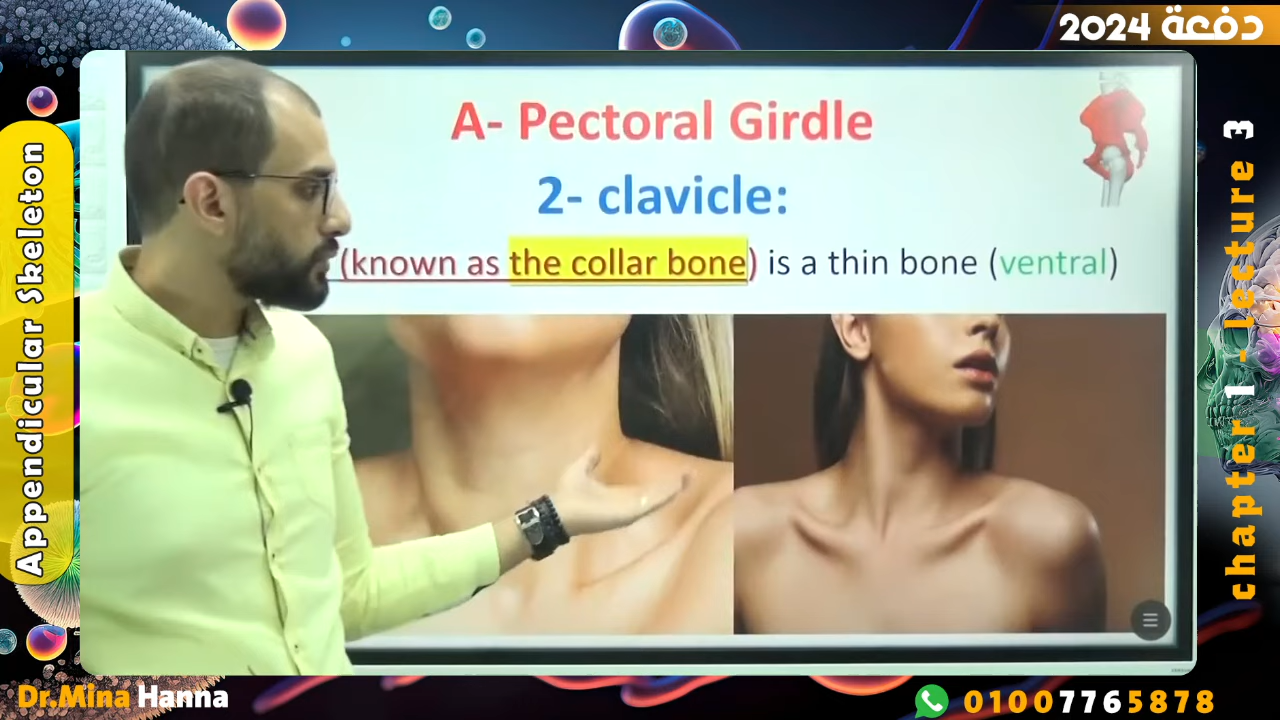 دفعة 2024
Appendicular Skeleton
A- Pectoral Girdle
2- clavicle:
(known as the collar bone) is a thin bone (ventral)
chapter 1 - lecture 3
Dr.Mina Hanna
01007765878